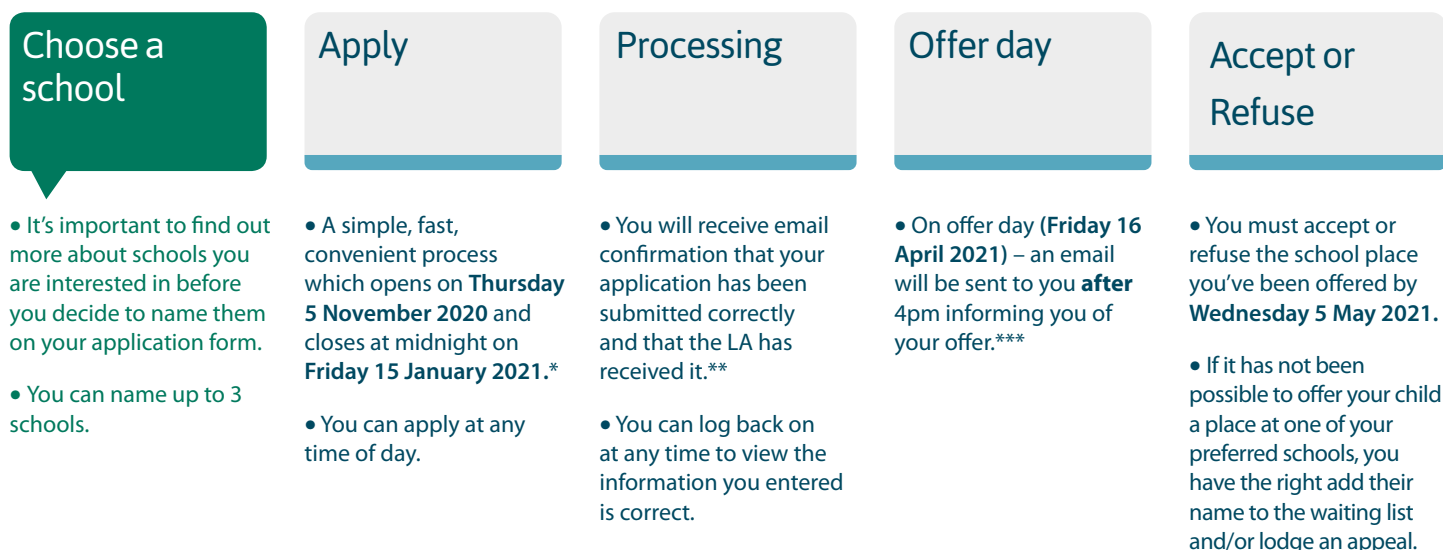 Choose a
school
• It's important to find out
more about schools you
are interested in before
you decide to name them
on your application form.
• You can name up to 3
schools.
Apply
• A simple, fast,
convenient process
which opens on Thursday
5 November 2020 and
closes at midnight on
Friday 15 January 2021.*
• You can apply at any
time of day.
Processing
• You will receive email
confirmation that your
application has been
submitted correctly
and that the LA has
received it.**
• You can log back on
at any time to view the
information you entered
is correct.
Offer day
• On offer day (Friday 16
April 2021) – an email
will be sent to you after
4pm informing you of
your offer.***
Accept or
Refuse
• You must accept or
refuse the school place
you've been offered by
Wednesday 5 May 2021.
• If it has not been
possible to offer your child
a place at one of your
preferred schools, you
have the right add their
name to the waiting list
and/or lodge an appeal.